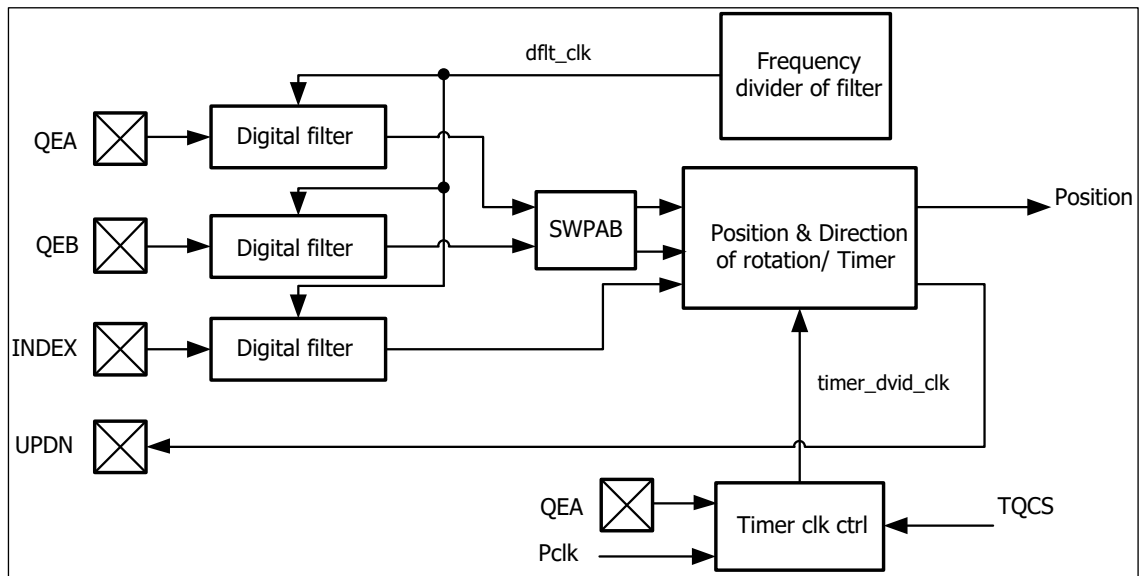 dflt_clk
Frequency
divider of filter
QEA
Digital filter
Position
QEB
Digital filter
SWPAB
Position & Direction
of rotation/ Timer
INDEX
Digital filter
timer_dvid_clk
UPDN
QEA
Timer clk ctrl
TQCS
Pclk